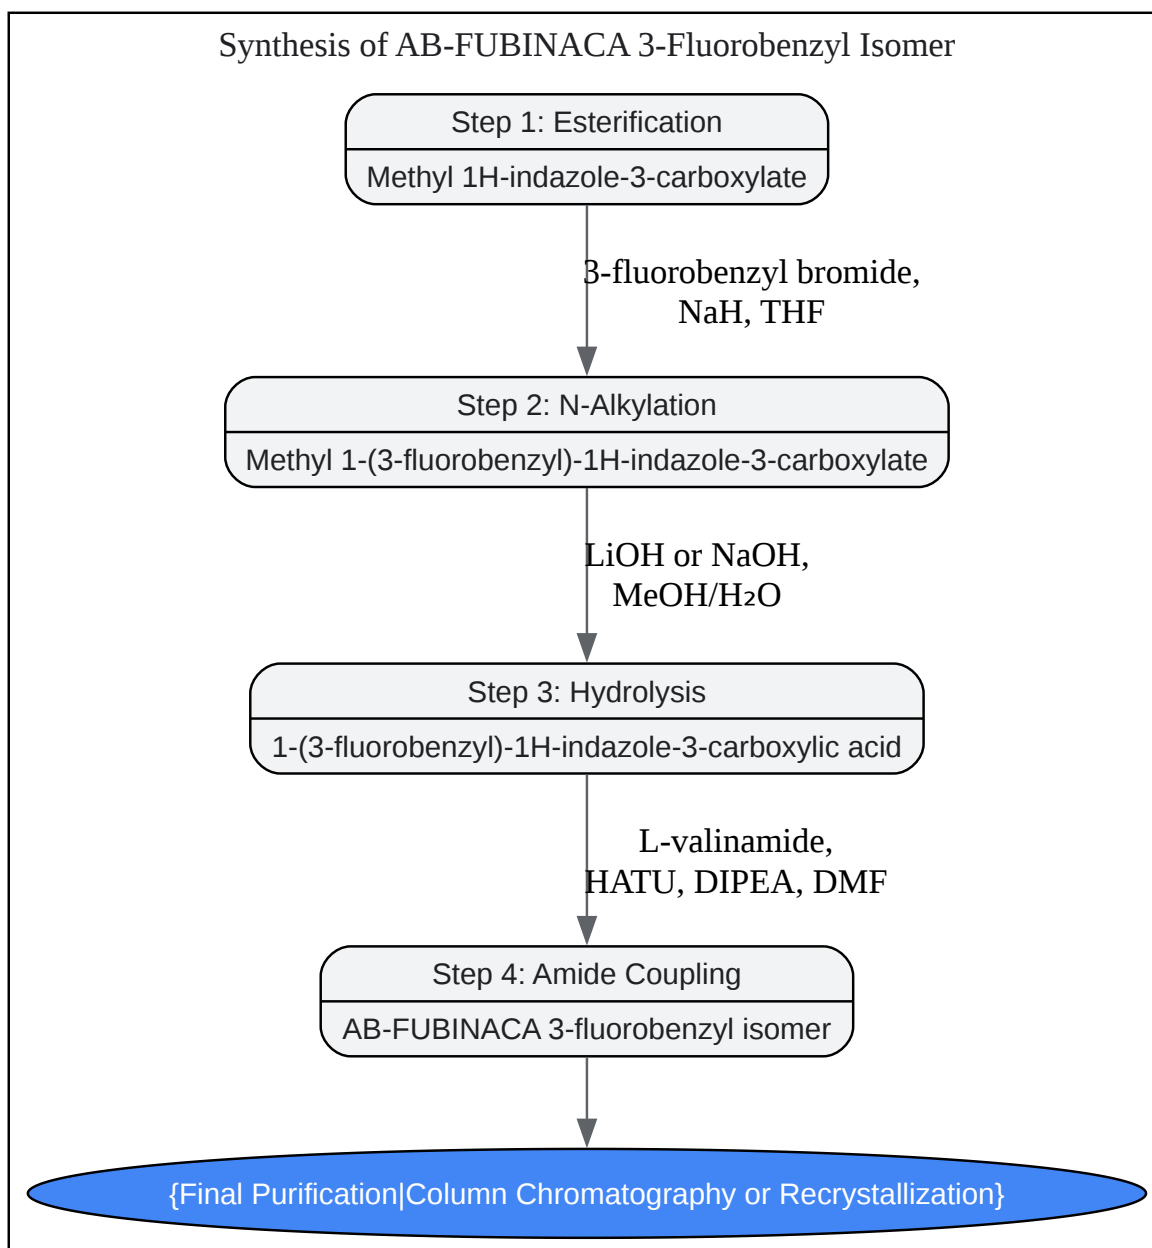 Synthesis of AB-FUBINACA 3-Fluorobenzyl Isomer
Step 1: Esterification
Methyl 1H-indazole-3-carboxylate
3-fluorobenzyl bromide,
NaH, THF
Step 2: N-Alkylation
Methyl 1-(3-fluorobenzyl)-1H-indazole-3-carboxylate
LiOH or NaOH,
MeOH/H₂O
Step 3: Hydrolysis
1-(3-fluorobenzyl)-1H-indazole-3-carboxylic acid
L-valinamide,
HATU, DIPEA, DMF
Step 4: Amide Coupling
AB-FUBINACA 3-fluorobenzyl isomer
{Final Purification|Column Chromatography or Recrystallization}